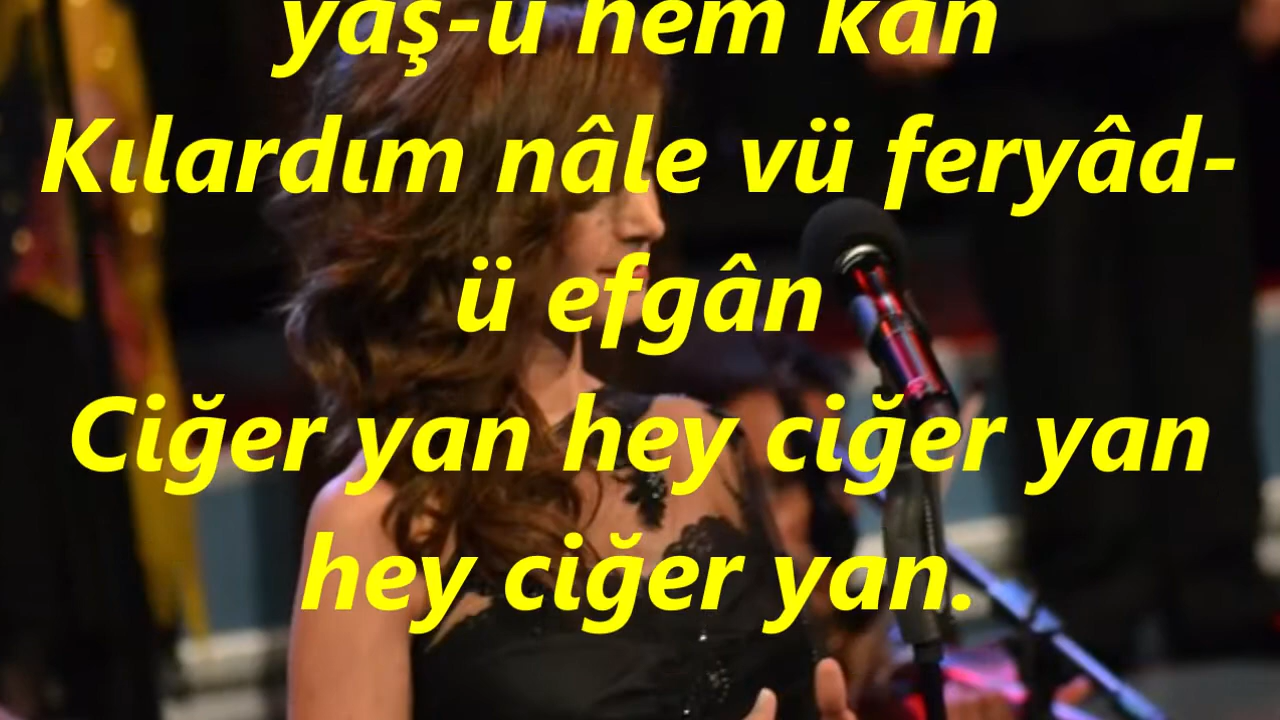 yaş-ü hem kan
Kılardım nâle vü feryâd-
ü efgân
Ciğer yan hey ciğer yan
hey ciğer yan.